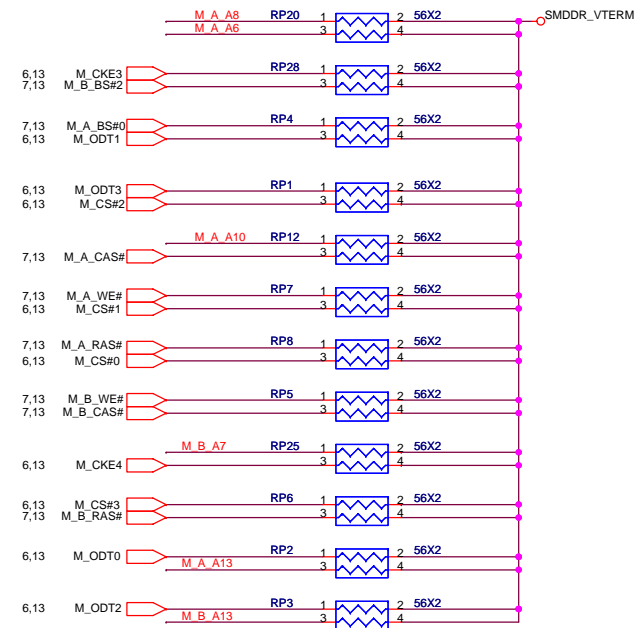 M_A_A8 RP20 1 2 56X2 SMDDR_VTERM
M_A_A6 3 4
6,13 M_CKE3 RP28 1 2 56X2
7,13 M_B_BS#2 3 4
7,13 M_A_BS#0 RP4 1 2 56X2
6,13 M_ODT1 3 4
6,13 M_ODT3 RP1 1 2 56X2
6,13 M_CS#2 3 4
M_A_A10 RP12 1 2 56X2
7,13 M_A_CAS# 3 4
7,13 M_A_WE# RP7 1 2 56X2
6,13 M_CS#1 3 4
7,13 M_A_RAS# RP8 1 2 56X2
6,13 M_CS#0 3 4
7,13 M_B_WE# RP5 1 2 56X2
7,13 M_B_CAS# 3 4
M_B_A7 RP25 1 2 56X2
6,13 M_CKE4 3 4
6,13 M_CS#3 RP6 1 2 56X2
7,13 M_B_RAS# 3 4
6,13 M_ODT0 RP2 1 2 56X2
M_A_A13 3 4
6,13 M_ODT2 RP3 1 2 56X2
M_B_A13 3 4